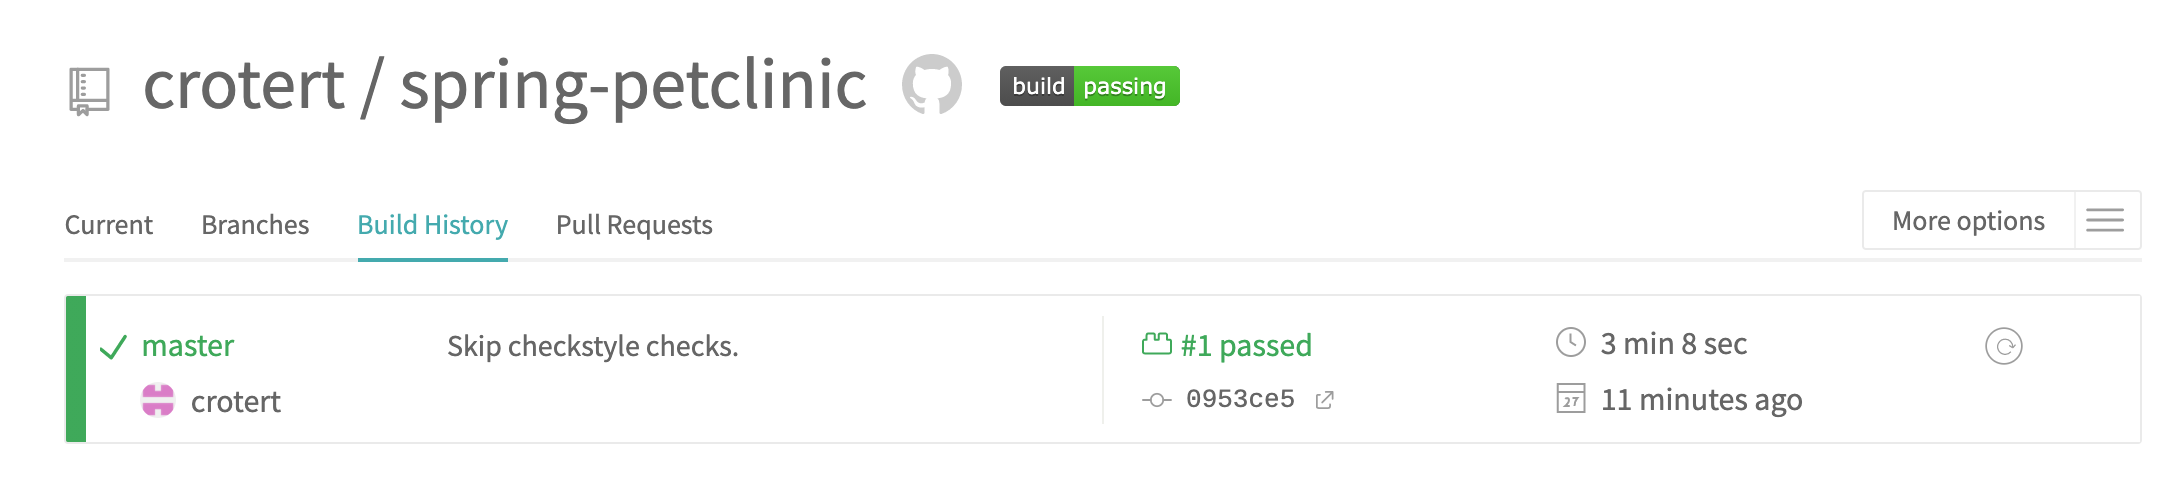 crotert / spring-petclinic build passing
Current Branches Build History Pull Requests More options
master Skip checkstyle checks. #1 passed 3 min 8 sec
crotert 0953ce5 27 11 minutes ago